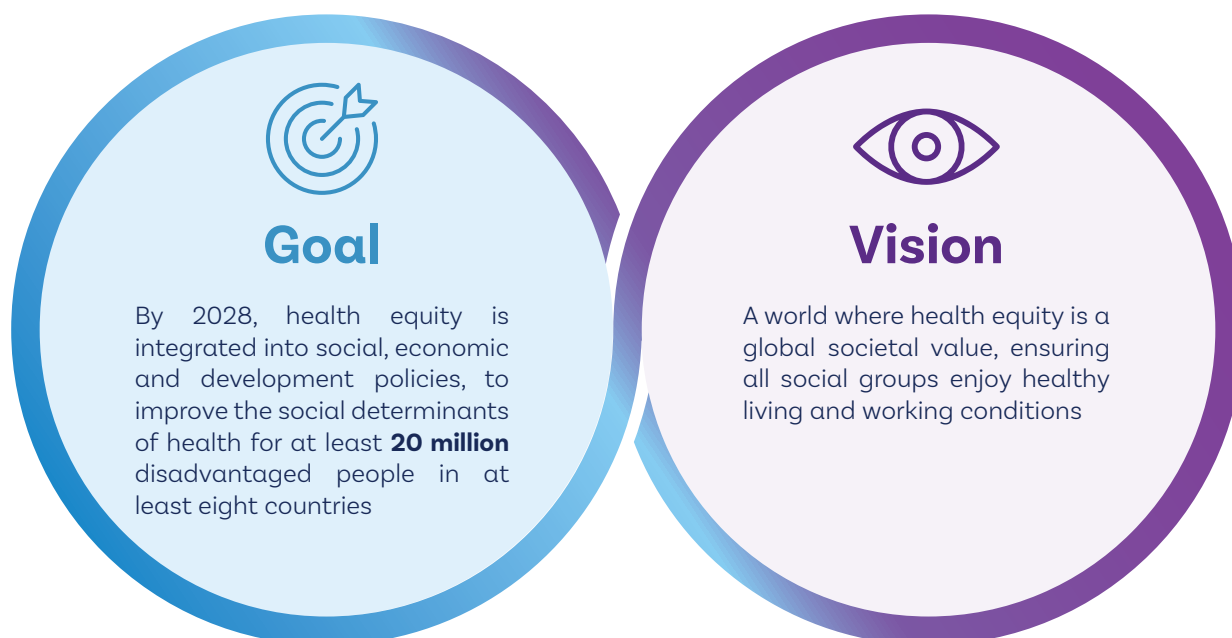 Goal
By 2028, health equity is
integrated into social, economic
and development policies, to
improve the social determinants
of health for at least 20 million
disadvantaged people in at
least eight countries
Vision
A world where health equity is a
global societal value, ensuring
all social groups enjoy healthy
living and working conditions